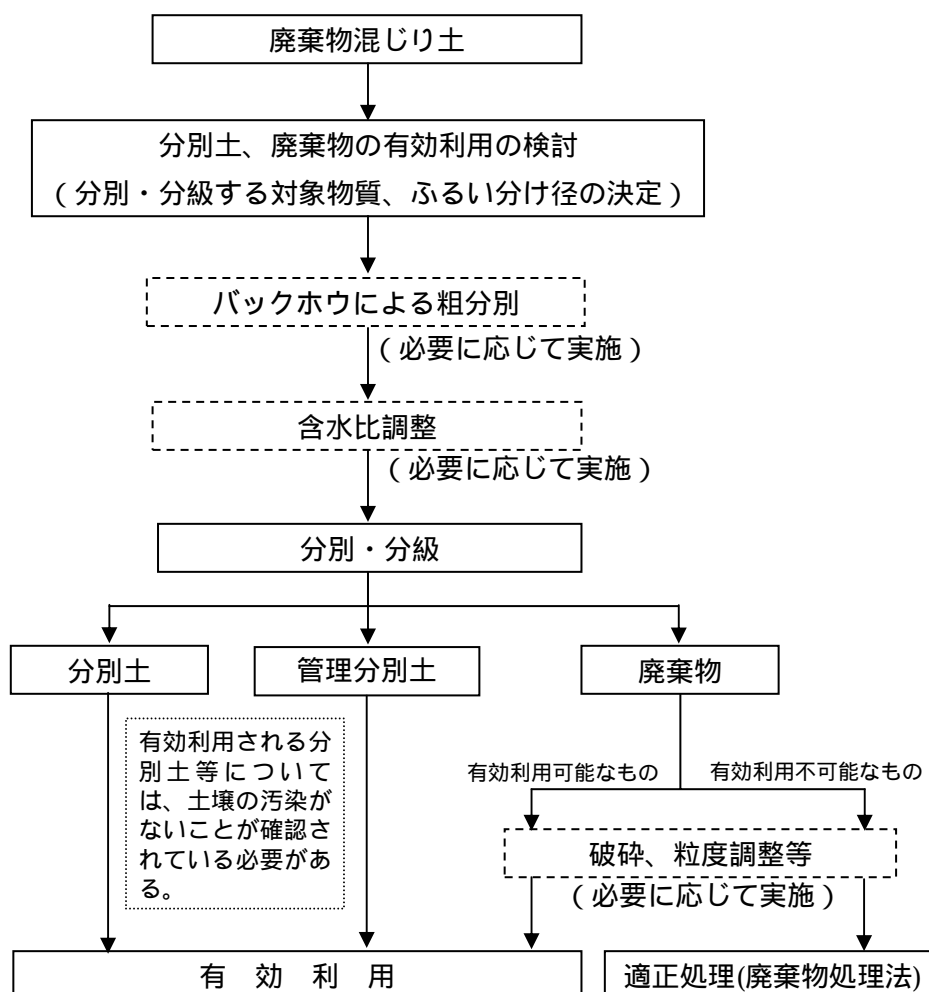 廃棄物混じり土
分別土、廃棄物の有効利用の検討
(分別・分級する対象物質、ふるい分け径の決定)
バックホウによる粗分別
(必要に応じて実施)
含水比調整
(必要に応じて実施)
分別・分級
分別土
管理分別土
廃棄物
有効利用される分
別土等について
は、土壌の汚染が
ないことが確認さ
れている必要があ
る。
有効利用可能なもの
有効利用不可能なもの
破砕、粒度調整等
(必要に応じて実施)
有 効 利 用
適正処理(廃棄物処理法)